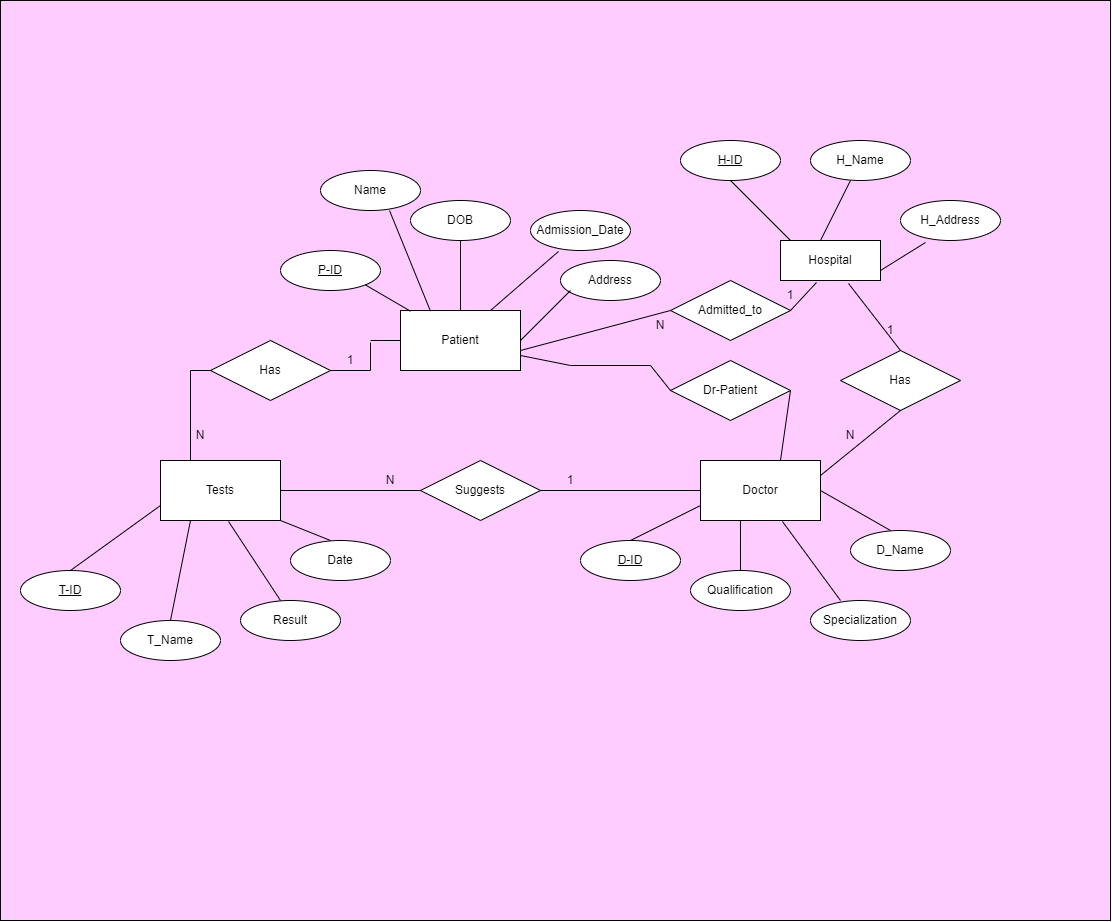 H-ID
H_Name
Name
DOB
H_Address
Admission_Date
Hospital
P-ID
Address
1
Admitted_to
N
Patient
1
1
Has
Has
Dr-Patient
N
N
N
Suggests
1
Tests
Doctor
Date
D-ID
D_Name
T-ID
Qualification
Result
Specialization
T_Name